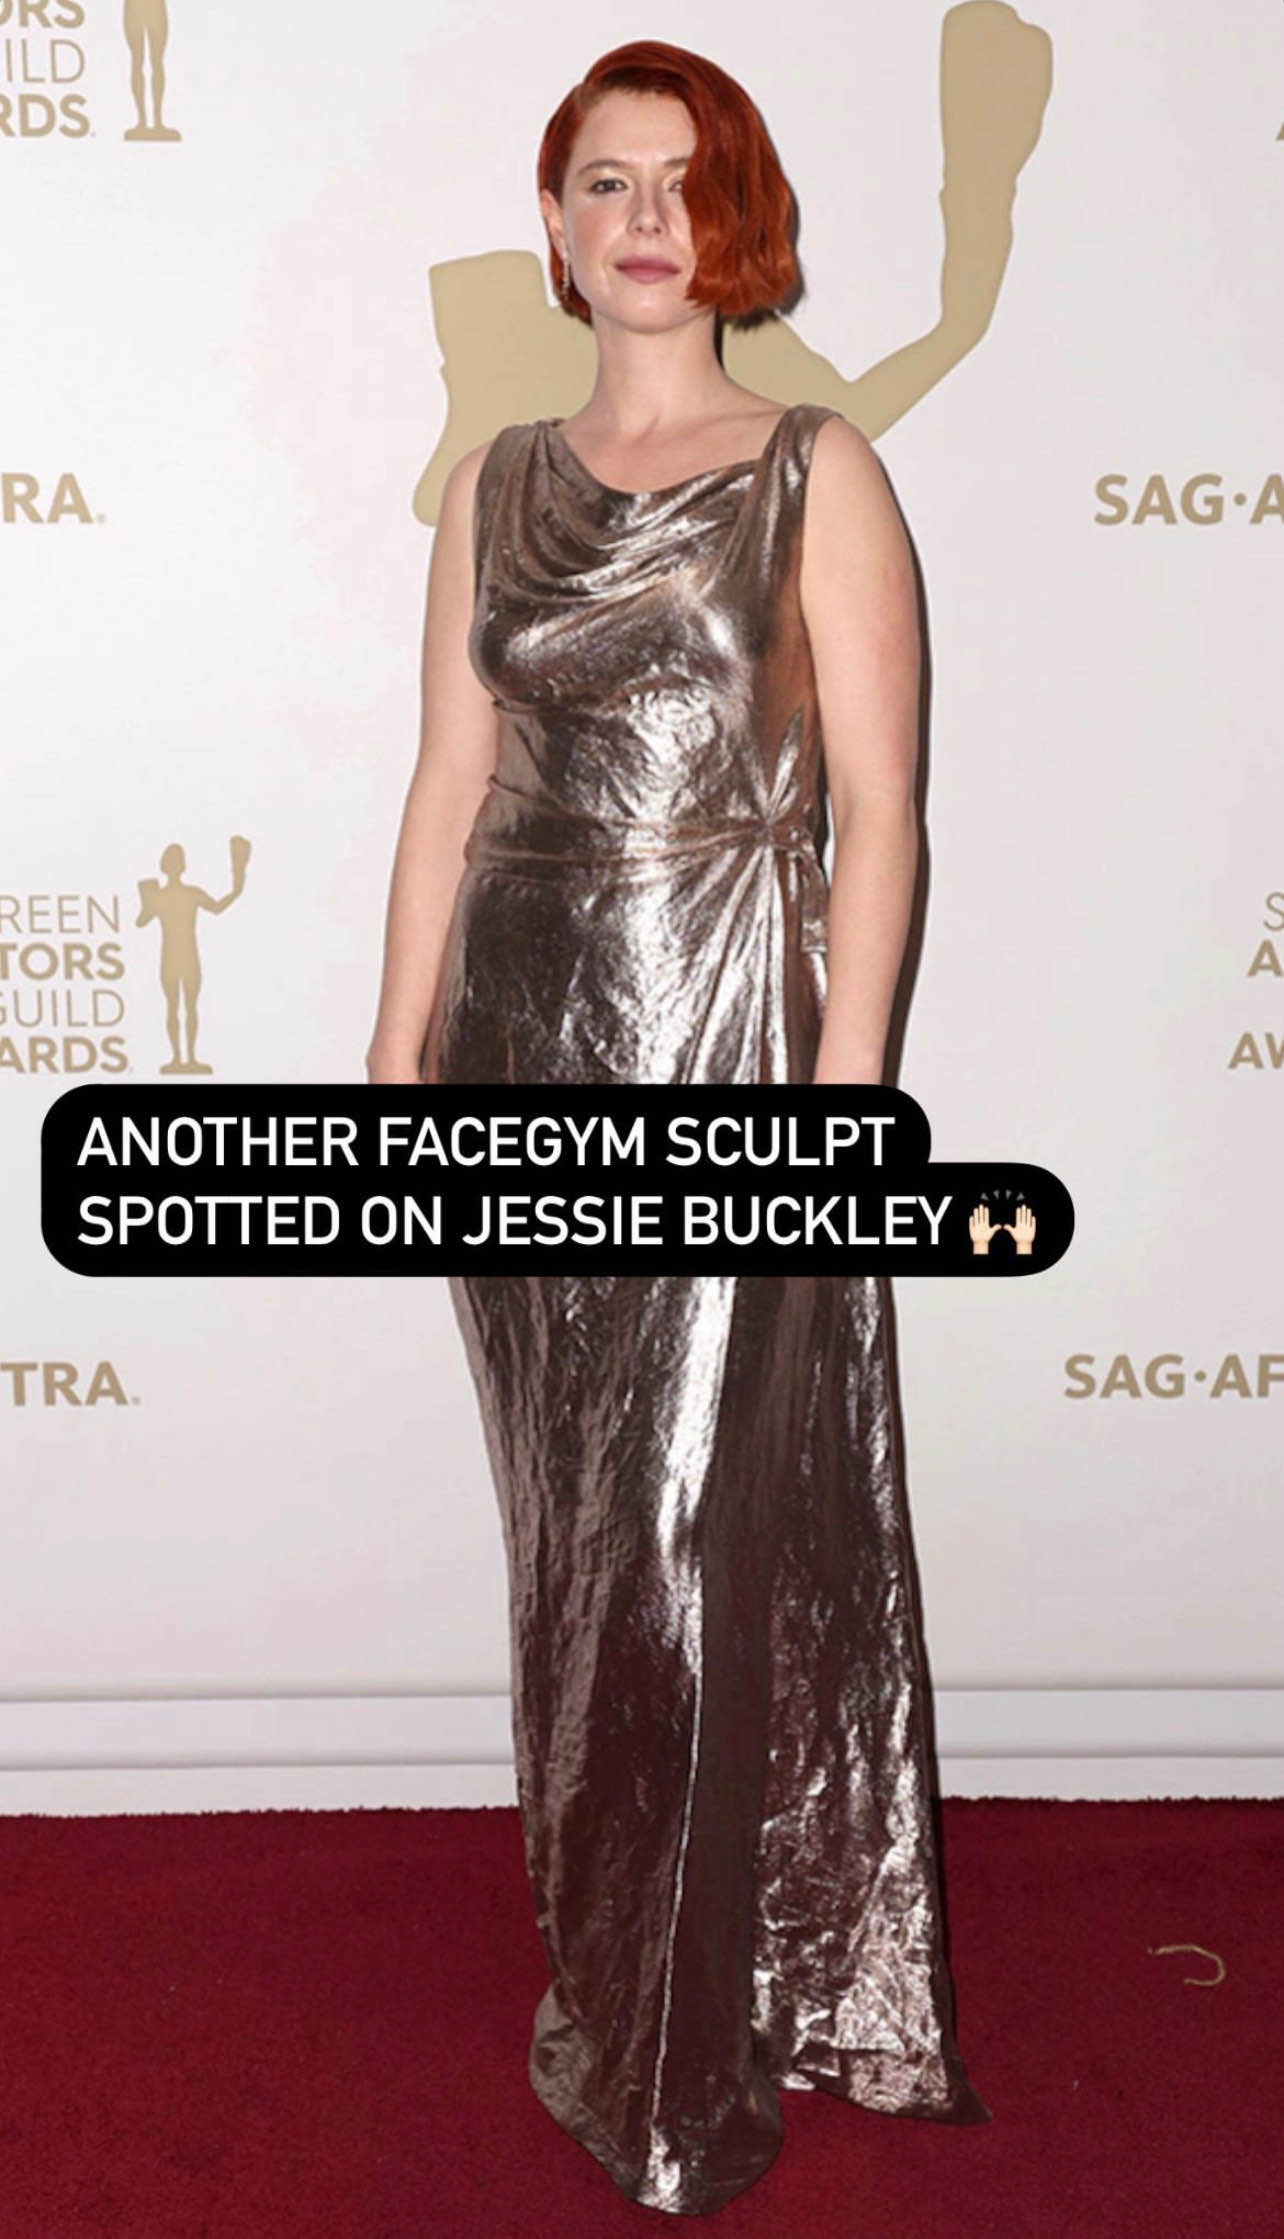 ORS
ILD
RDS
RA.
SAG·A
REEN
TORS
GUILD
ARDS
S
A
AW
ANOTHER FACEGYM SCULPT
SPOTTED ON JESSIE BUCKLEY 🙌🏻
TRA.
SAG·AF